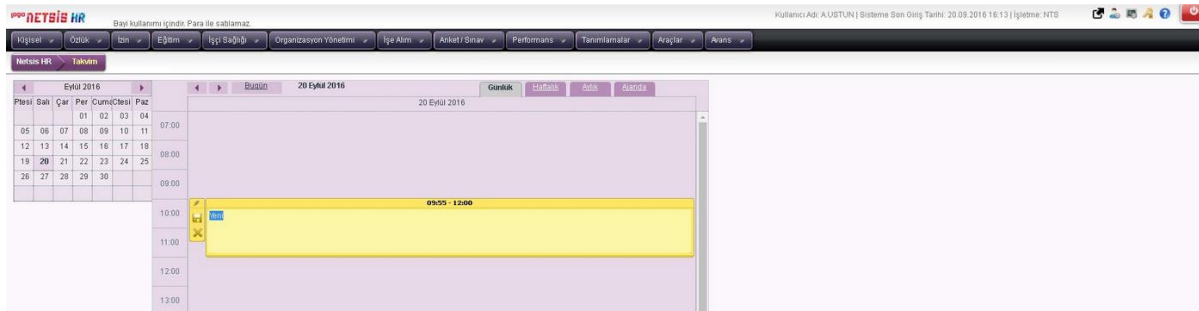 logo NETSİS HR
Bayi kullanımı içindir. Para ile satılamaz.
Kullanıcı Adı: A.USTUN | Sisteme Son Giriş Tarihi: 20.09.2016 16:13 | İşletme: NTS
Kişisel Özlük İzin Eğitim İşçi Sağlığı Organizasyon Yönetimi İşe Alım Anket / Sınav Performans Tanımlamalar Araçlar Avans
Netsis HR Takvim
Eylül 2016
Ptesi Salı Çar Per Cuma Ctesi Paz
01 02 03 04
05 06 07 08 09 10 11
12 13 14 15 16 17 18
19 20 21 22 23 24 25
26 27 28 29 30
Bugün 20 Eylül 2016 Günlük Haftalık Aylık Ajanda
20 Eylül 2016
07:00
08:00
09:00
09:55 - 12:00
10:00 Yeni
11:00
12:00
13:00